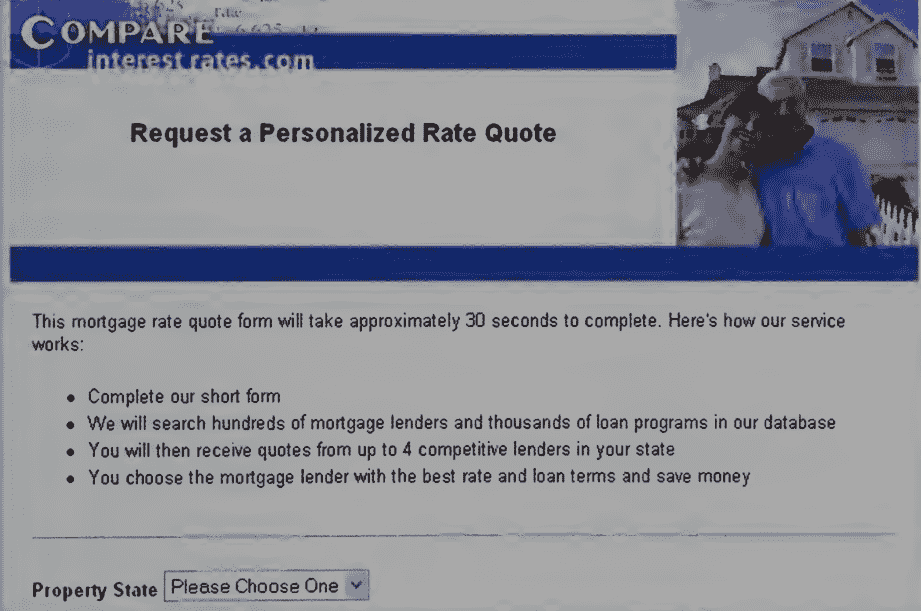 rate
6.625
COMPARE
interest rates.com
Request a Personalized Rate Quote
This mortgage rate quote form will take approximately 30 seconds to complete. Here's how our service
works:
Complete our short form
We will search hundreds of mortgage lenders and thousands of loan programs in our database
You will then receive quotes from up to 4 competitive lenders in your state
You choose the mortgage lender with the best rate and loan terms and save money
Property State Please Choose One